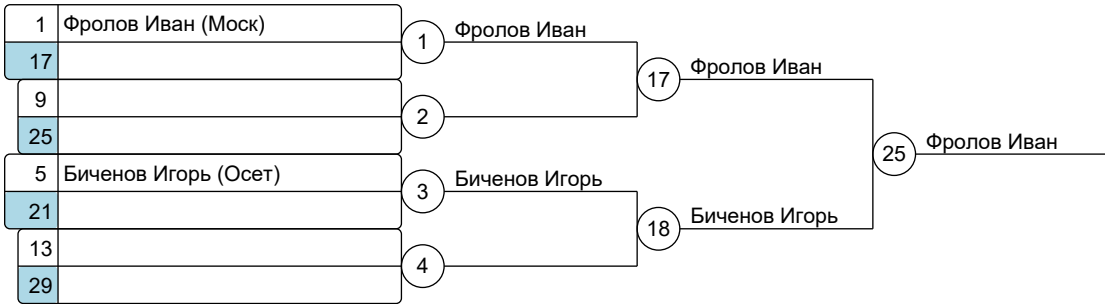 1 Фролов Иван (Моск)
17
9
25
5 Биченов Игорь (Осет)
21
13
29
1 Фролов Иван
2
3 Биченов Игорь
4
17 Фролов Иван
18 Биченов Игорь
25 Фролов Иван